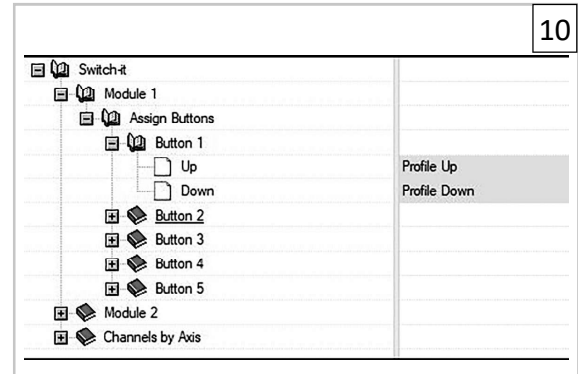 10
Switch-it
Module 1
Assign Buttons
Button 1
Up Profile Up
Down Profile Down
Button 2
Button 3
Button 4
Button 5
Module 2
Channels by Axis